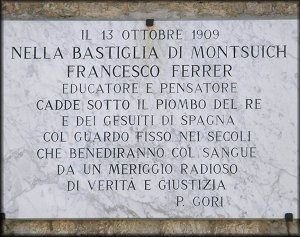 IL 13 OTTOBRE 1909
NELLA BASTIGLIA DI MONTSUICH
FRANCESCO FERRER
EDUCATORE E PENSATORE
CADDE SOTTO IL PIOMBO DEL RE
E DEI GESUITI DI SPAGNA
COL GUARDO FISSO NEI SECOLI
CHE BENEDIRANNO COL SANGUE
DA UN MERIGGIO RADIOSO
DI VERITÀ E GIUSTIZIA
P. GORI